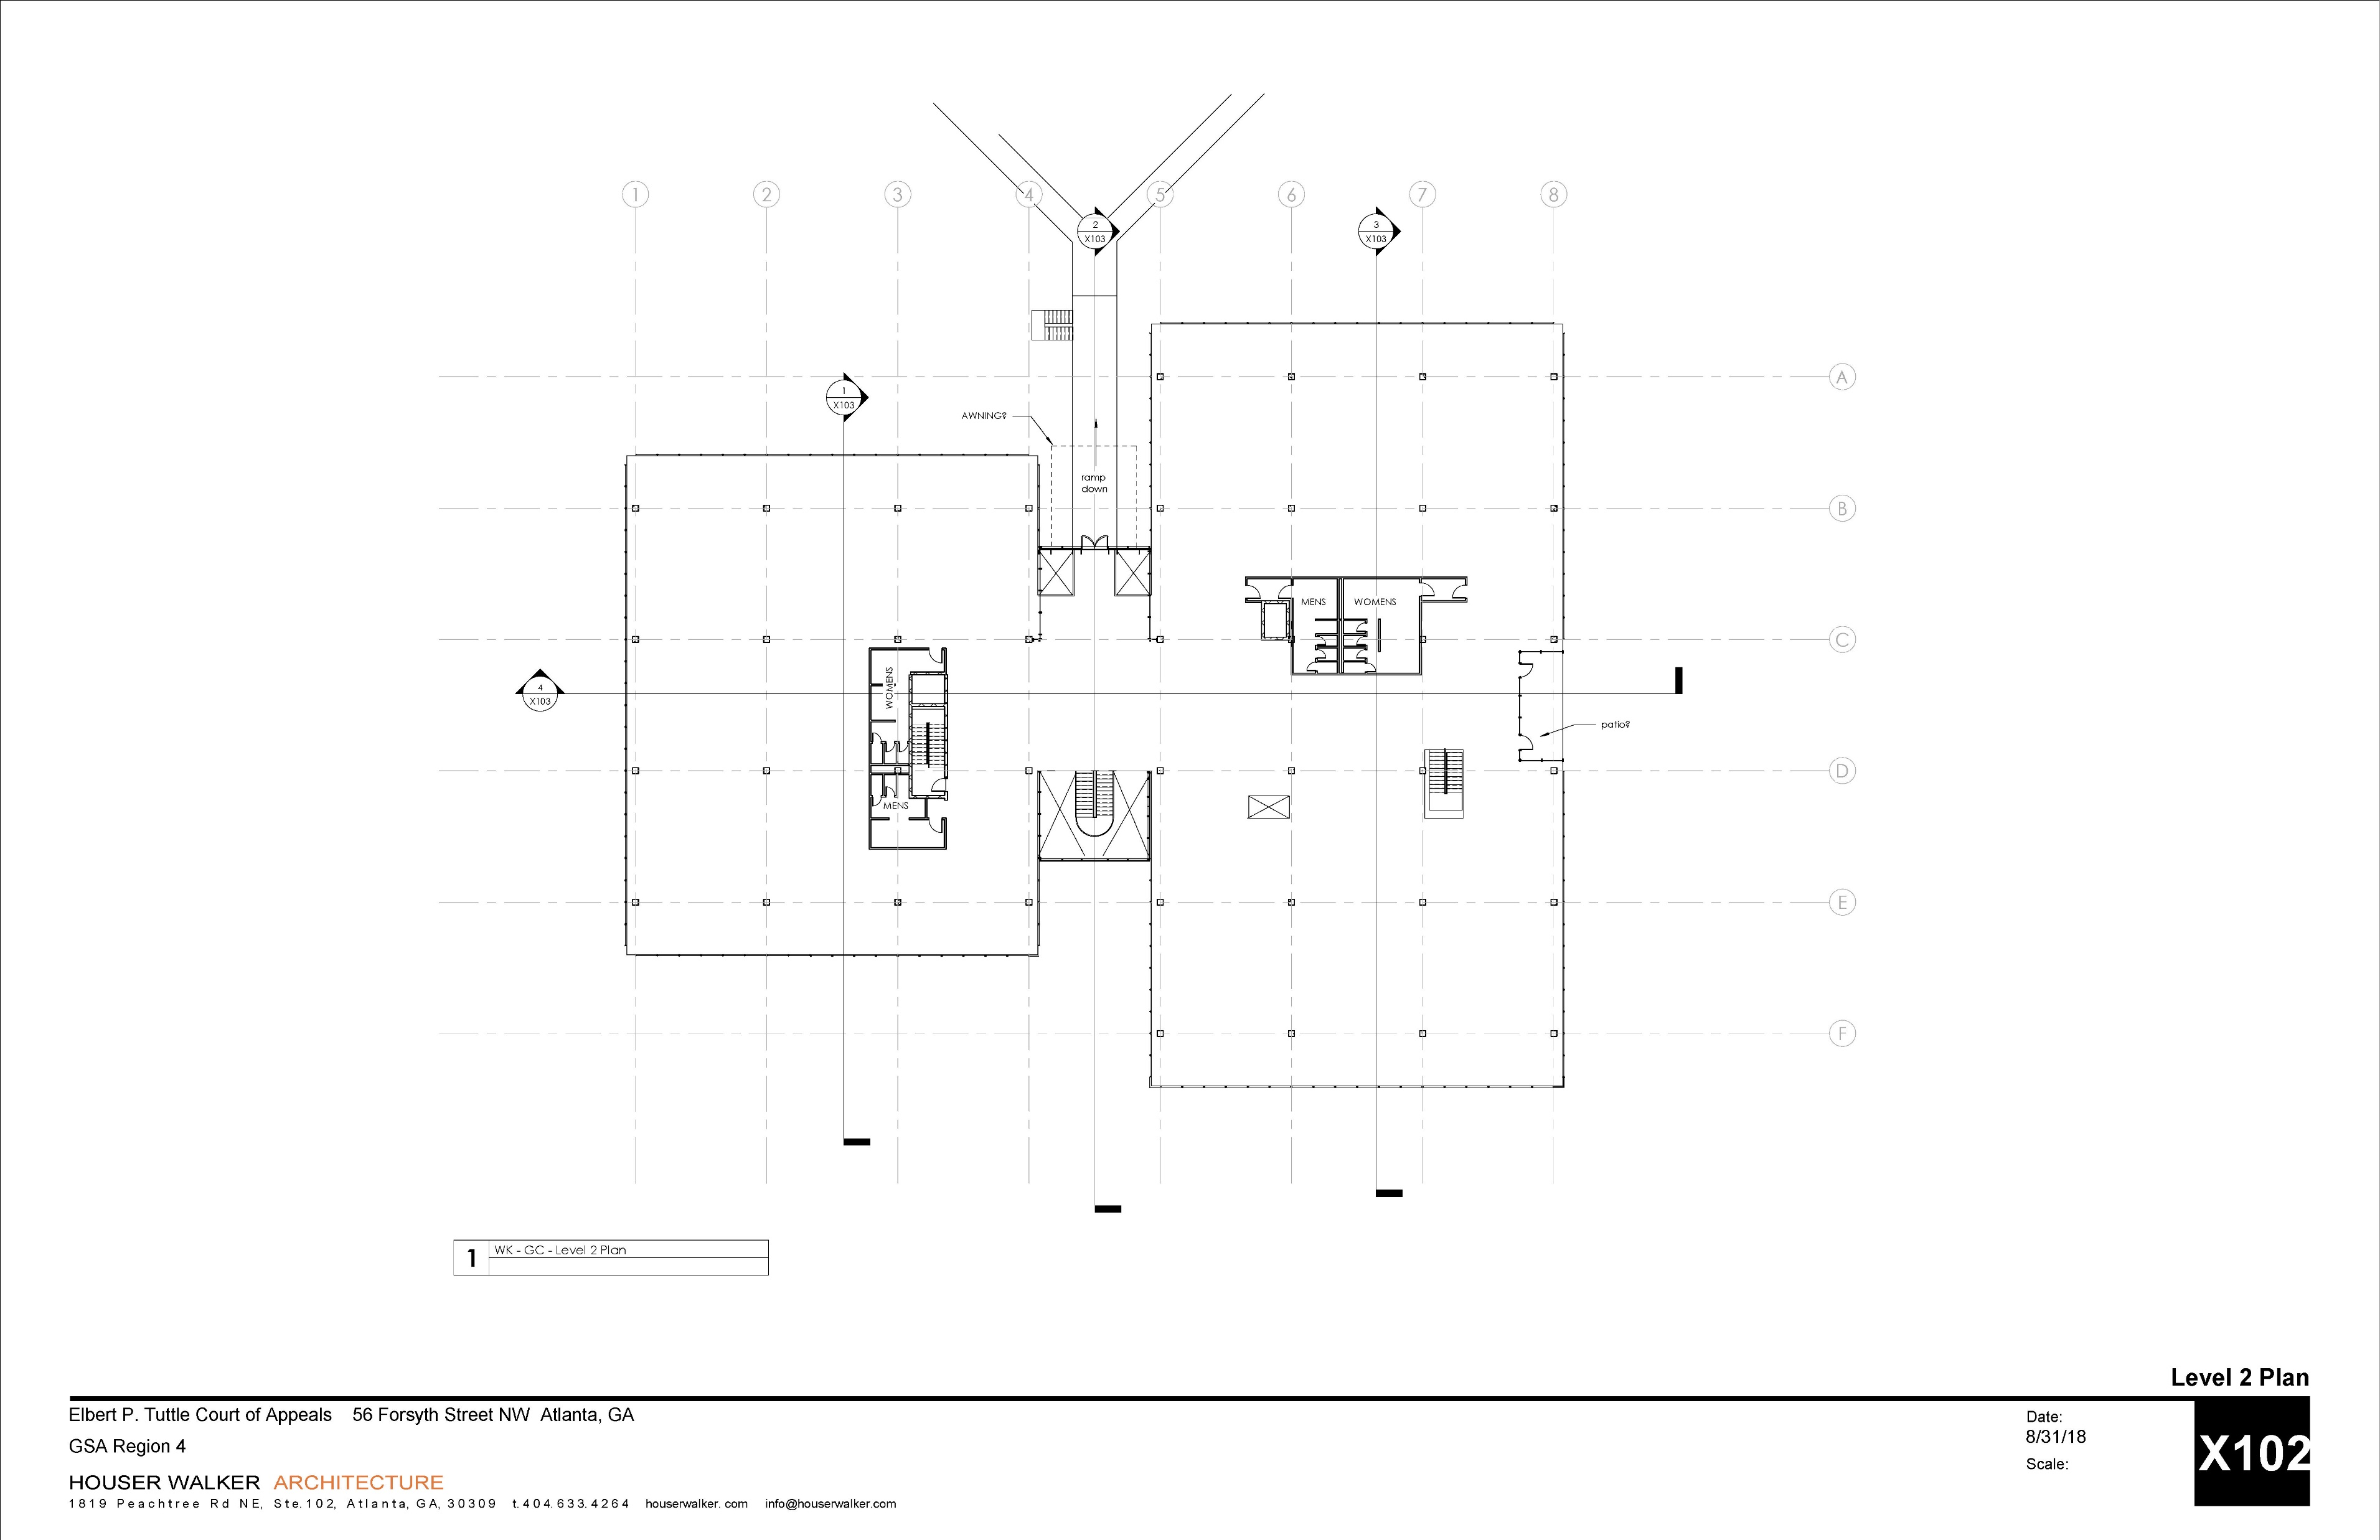 1 2 3 4 5 6 7 8
2
X103
3
X103
A
1
X103
AWNING?
ramp
down
B
MENS WOMENS
C
WOMENS
4
X103
patio?
D
MENS
E
F
1 WK - GC - Level 2 Plan
Level 2 Plan
Elbert P. Tuttle Court of Appeals 56 Forsyth Street NW Atlanta, GA
GSA Region 4
HOUSER WALKER ARCHITECTURE
1819 Peachtree Rd NE, Ste.102, Atlanta, GA, 30309 t.404.633.4264 houserwalker. com info@houserwalker.com
Date:
8/31/18
Scale:
X102